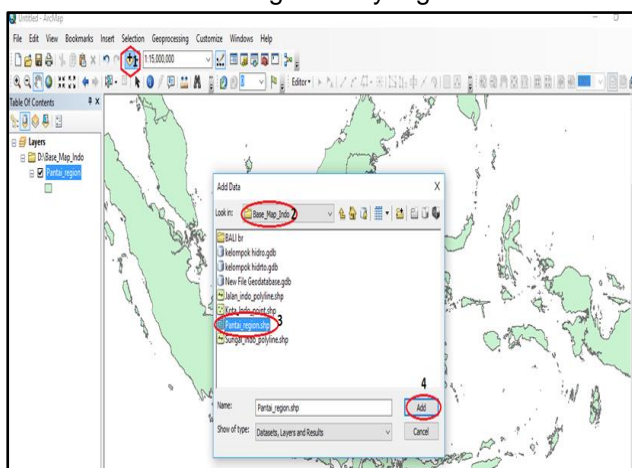 Untitled - ArcMap
File Edit View Bookmarks Insert Selection Geoprocessing Customize Windows Help
1:15,000,000
Editor
Table Of Contents
Layers
D:\Base_Map_Indo
Pantai_region
Add Data
Look in: Base_Map_Indo 2
BALI br
kelompok hidro.gdb
kelompok hidrto.gdb
New File Geodatabase.gdb
Jalan_indo_polyline.shp
Kota_Indo_point.shp
Pantai_region.shp 3
Sungai_Indo_polyline.shp
4
Name: Pantai_region.shp Add
Show of type: Datasets, Layers and Results Cancel